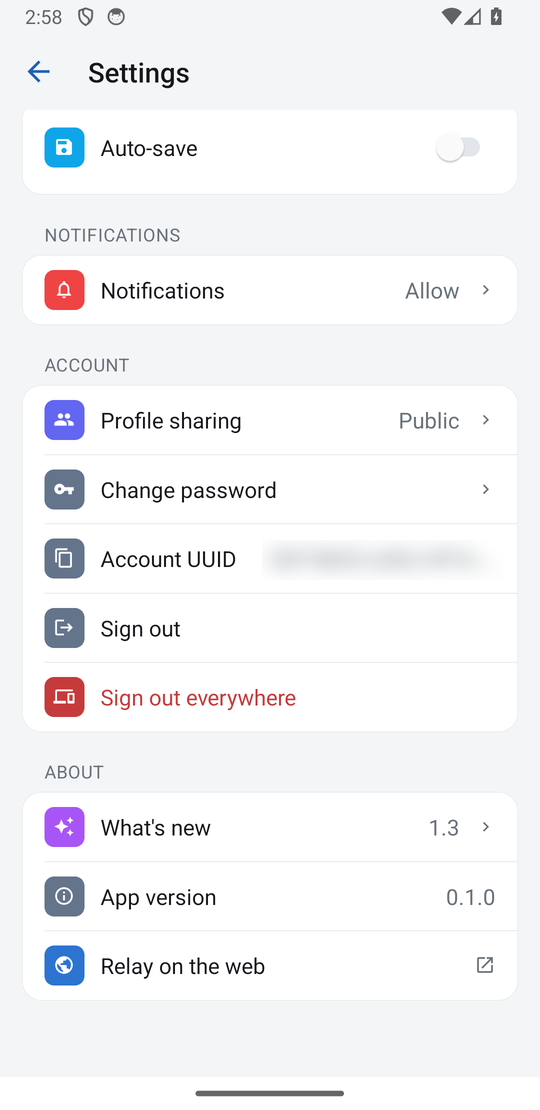 2:58
Settings
Auto-save
NOTIFICATIONS
Notifications Allow
ACCOUNT
Profile sharing Public
Change password
Account UUID
Sign out
Sign out everywhere
ABOUT
What's new 1.3
App version 0.1.0
Relay on the web